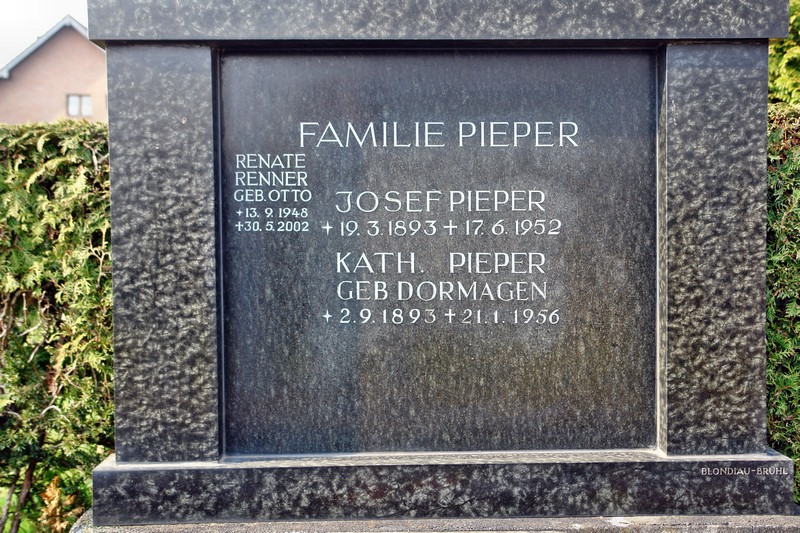 FAMILIE PIEPER
RENATE
RENNER
GEB.OTTO
+ 13. 9. 1948
+ 30. 5. 2002
JOSEF PIEPER
+ 19. 3. 1893 + 17. 6. 1952
KATH. PIEPER
GEB DORMAGEN
+ 2. 9. 1893 + 21. 1. 1956
BLONDIAU-BRÜHL